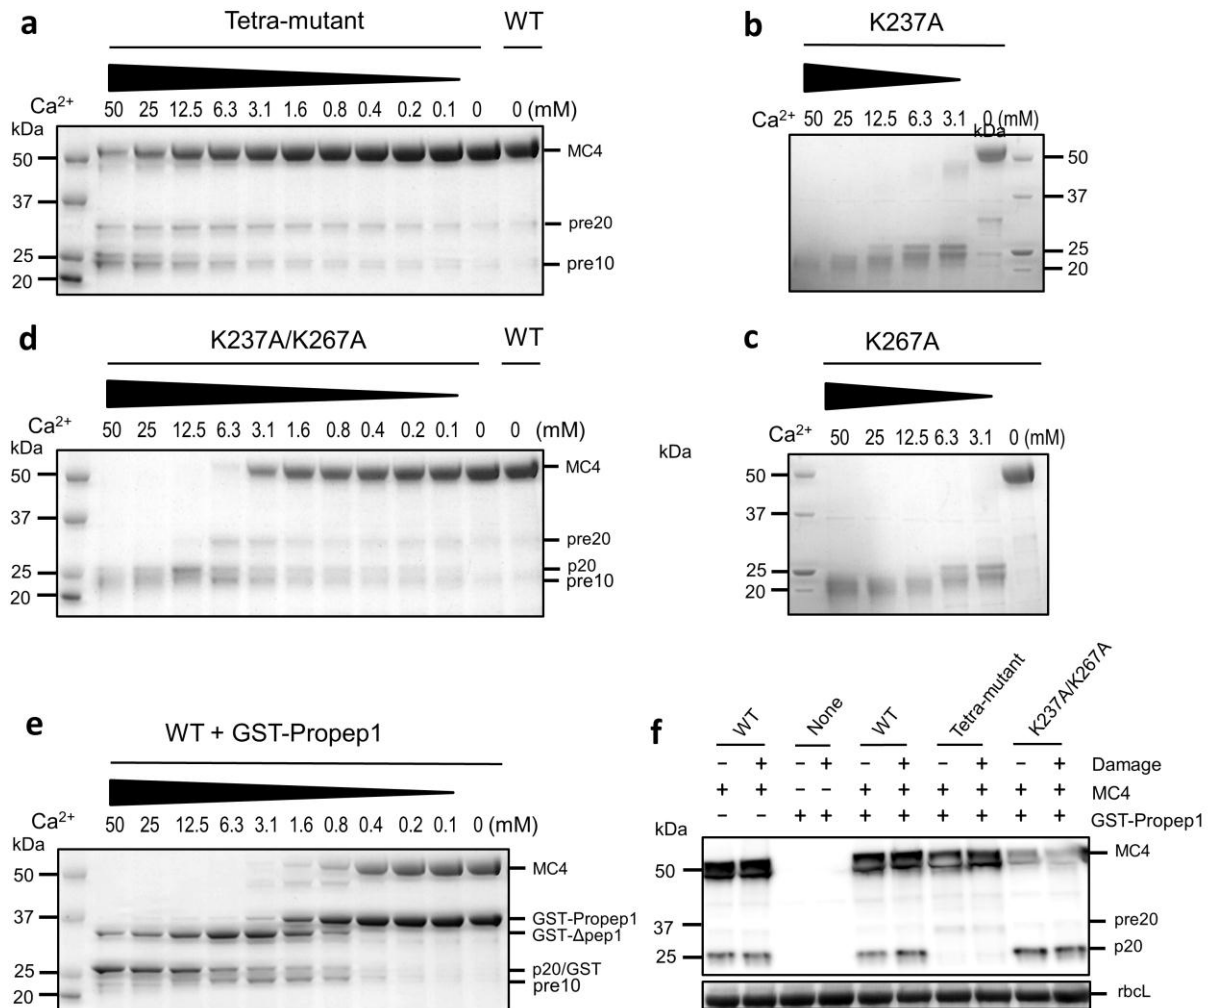 a
Tetra-mutant WT
Ca2+ 50 25 12.5 6.3 3.1 1.6 0.8 0.4 0.2 0.1 0 0 (mM)
kDa
50 MC4
37
pre20
25 pre10
20
b
K237A
Ca2+ 50 25 12.5 6.3 3.1 0 (mM)
kDa
50
37
25
20
d
K237A/K267A WT
Ca2+ 50 25 12.5 6.3 3.1 1.6 0.8 0.4 0.2 0.1 0 0 (mM)
kDa
50 MC4
37
pre20
25 p20
pre10
20
c
K267A
Ca2+ 50 25 12.5 6.3 3.1 0 (mM)
kDa
50
37
25
20
e
WT + GST-Propep1
Ca2+ 50 25 12.5 6.3 3.1 1.6 0.8 0.4 0.2 0.1 0 (mM)
kDa
50 MC4
37 GST-Propep1
GST-Δpep1
25 p20/GST
pre10
20
f
WT None WT Tetra-mutant K237A/K267A
− + − + − + − + − + Damage
+ + − − + + + + + + MC4
− − + + + + + + + + GST-Propep1
kDa
50 MC4
37 pre20
25 p20
rbcL